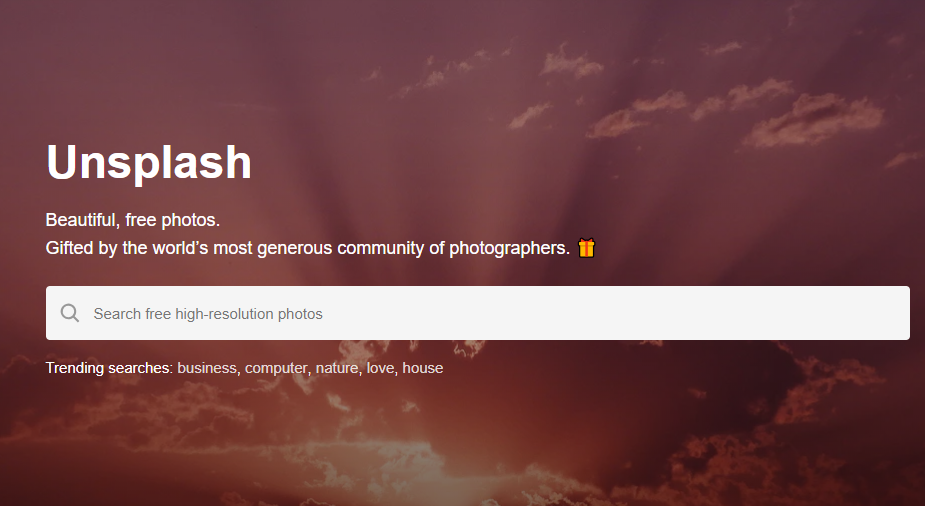 Unsplash
Beautiful, free photos.
Gifted by the world’s most generous community of photographers. 🎁
Search free high-resolution photos
Trending searches: business, computer, nature, love, house